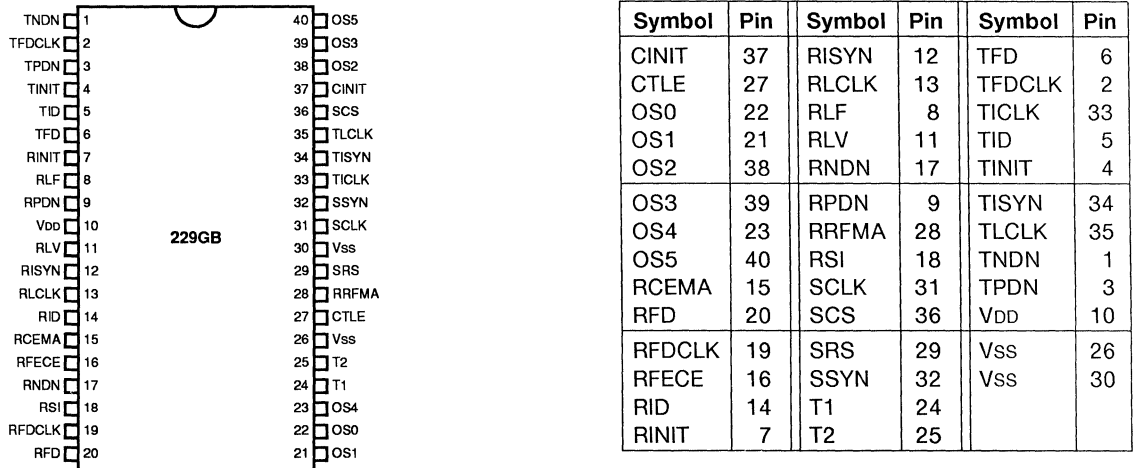 TNDN 1 40 OS5
TFDCLK 2 39 OS3
TPDN 3 38 OS2
TINIT 4 37 CINIT
TID 5 36 SCS
TFD 6 35 TLCLK
RINIT 7 34 TISYN
RLF 8 33 TICLK
RPDN 9 32 SSYN
VDD 10 31 SCLK
229GB
RLV 11 30 VSS
RISYN 12 29 SRS
RLCLK 13 28 RRFMA
RID 14 27 CTLE
RCEMA 15 26 VSS
RFECE 16 25 T2
RNDN 17 24 T1
RSI 18 23 OS4
RFDCLK 19 22 OS0
RFD 20 21 OS1
Symbol Pin Symbol Pin Symbol Pin
CINIT 37 RISYN 12 TFD 6
CTLE 27 RLCLK 13 TFDCLK 2
OS0 22 RLF 8 TICLK 33
OS1 21 RLV 11 TID 5
OS2 38 RNDN 17 TINIT 4
OS3 39 RPDN 9 TISYN 34
OS4 23 RRFMA 28 TLCLK 35
OS5 40 RSI 18 TNDN 1
RCEMA 15 SCLK 31 TPDN 3
RFD 20 SCS 36 VDD 10
RFDCLK 19 SRS 29 VSS 26
RFECE 16 SSYN 32 VSS 30
RID 14 T1 24
RINIT 7 T2 25